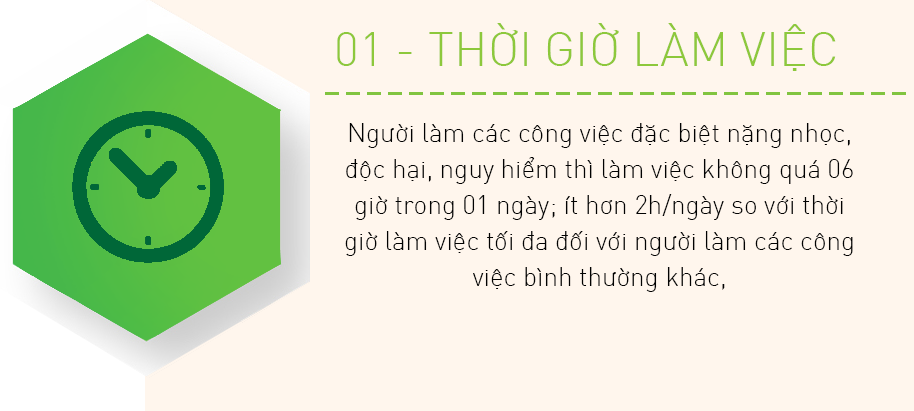 01 - THỜI GIỜ LÀM VIỆC
Người làm các công việc đặc biệt nặng nhọc,
độc hại, nguy hiểm thì làm việc không quá 06
giờ trong 01 ngày; ít hơn 2h/ngày so với thời
giờ làm việc tối đa đối với người làm các công
việc bình thường khác,